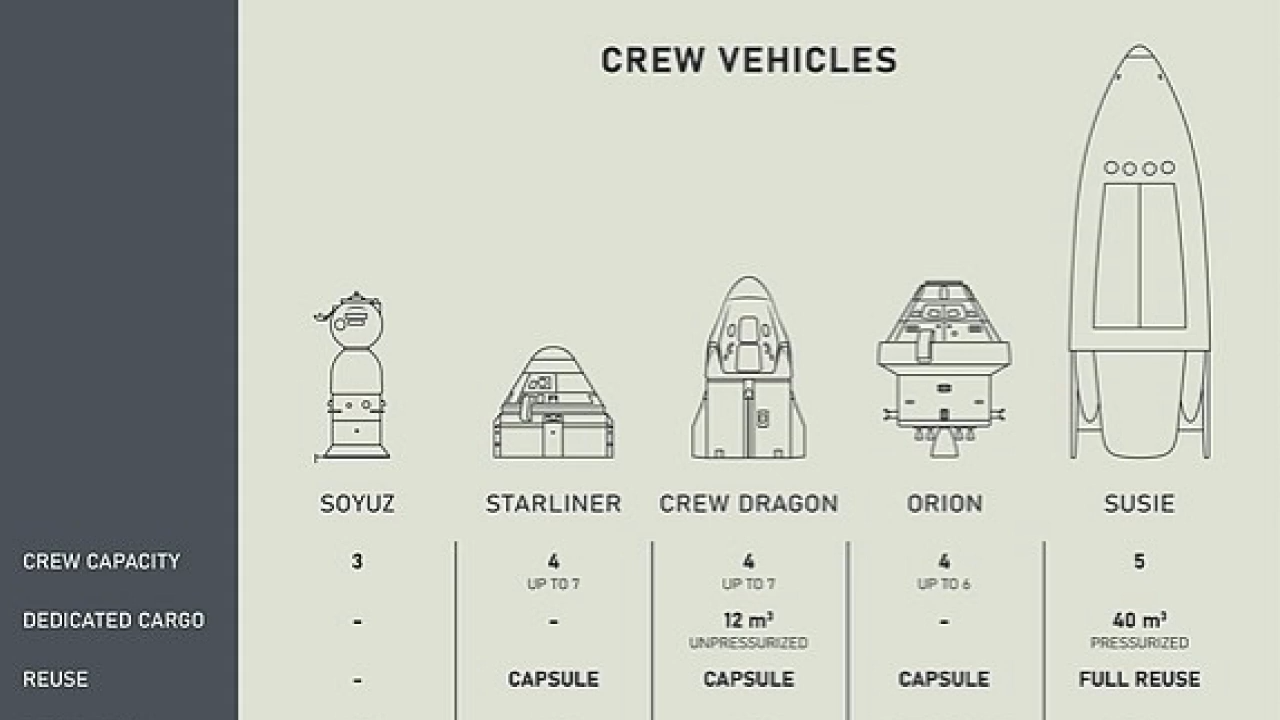 CREW VEHICLES
SOYUZ STARLINER CREW DRAGON ORION SUSIE
CREW CAPACITY 3 4 4 4 5
UP TO 7 UP TO 7 UP TO 6
DEDICATED CARGO - - 12 m³ - 40 m³
UNPRESSURIZED PRESSURIZED
REUSE - CAPSULE CAPSULE CAPSULE FULL REUSE